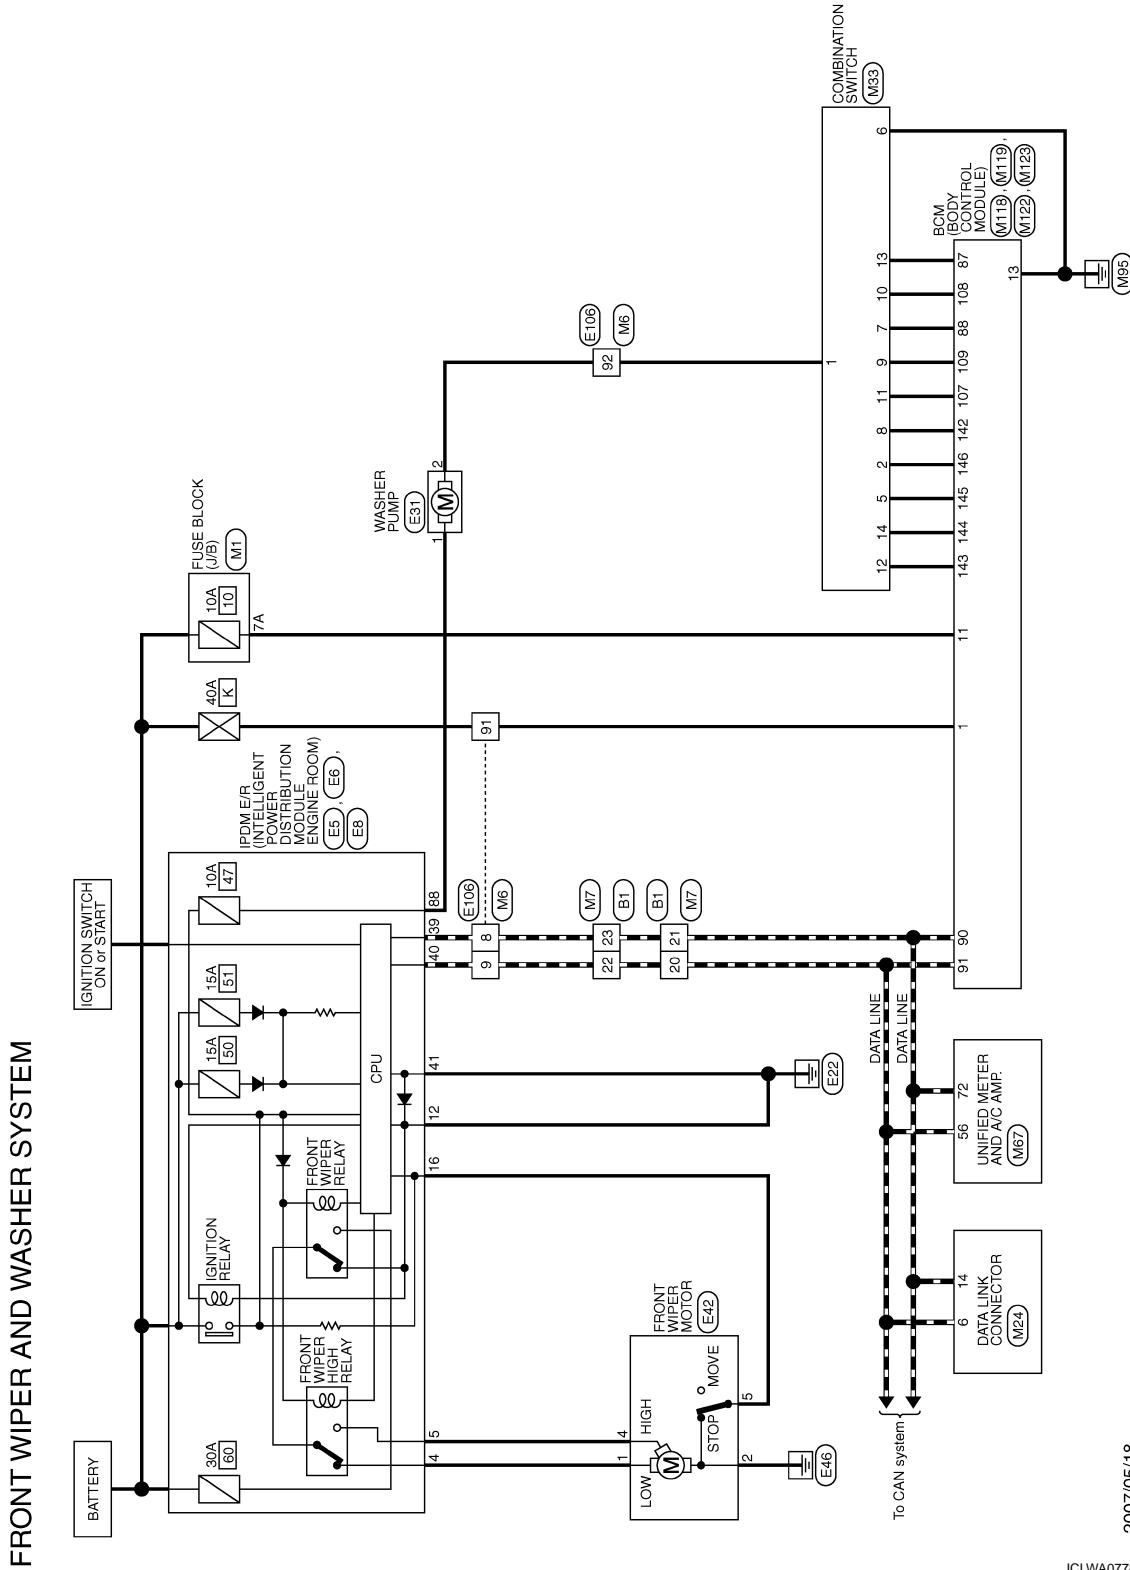 FRONT WIPER AND WASHER SYSTEM
BATTERY
IGNITION SWITCH
ON or START
30A
60
FRONT
WIPER
HIGH
RELAY
IGNITION
RELAY
FRONT
WIPER
RELAY
15A
50
15A
51
10A
47
CPU
IPDM E/R
(INTELLIGENT
POWER
DISTRIBUTION
MODULE
ENGINE ROOM)
E5 , E6 ,
E8
40A
K
10A
10
7A
FUSE BLOCK
(J/B)
M1
4
5
16
12
41
40
39
88
WASHER
PUMP
E31
1
M
2
E106
M6
9
8
91
92
E106
M6
M7
B1
B1
M7
22
23
20
21
FRONT
WIPER
MOTOR
E42
LOW
HIGH
1
4
M
STOP
MOVE
2
5
E46
E22
COMBINATION
SWITCH
M33
1
12
14
5
2
8
11
9
7
10
13
6
DATA LINE
DATA LINE
To CAN system
6
14
DATA LINK
CONNECTOR
M24
56
72
UNIFIED METER
AND A/C AMP.
M67
91
90
1
11
143
144
145
146
142
107
109
88
108
87
13
BCM
(BODY
CONTROL
MODULE)
M118 , M119 ,
M122 , M123
M95